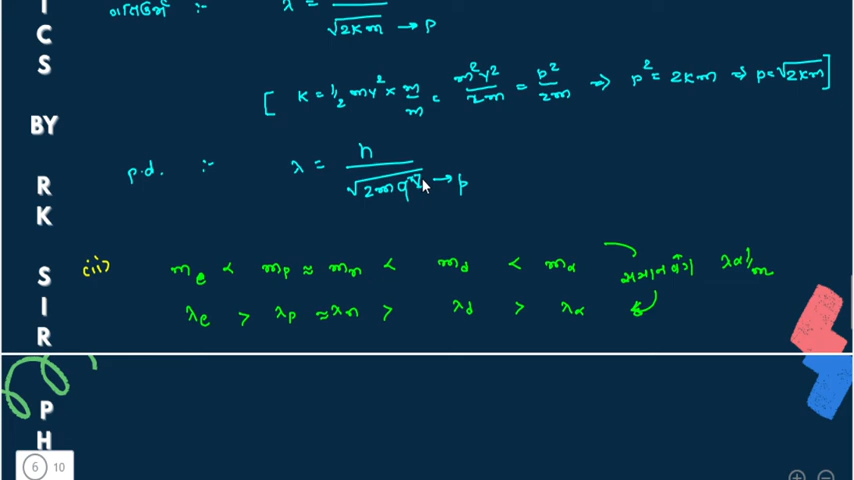 λ =
√2Km → p
[ K = 1/2 mv² × m/m = m²v²/2m = p²/2m ⇒ p² = 2Km ⇒ p = √2Km ]
p.d. :- λ = h/√2mqV → p
(ii) mₑ < mₚ ≈ mₙ < m_d < m_α λ α 1/m
λₑ > λₚ ≈ λₙ > λ_d > λ_α
ICS
BY
RK
SIR
PH
6 10